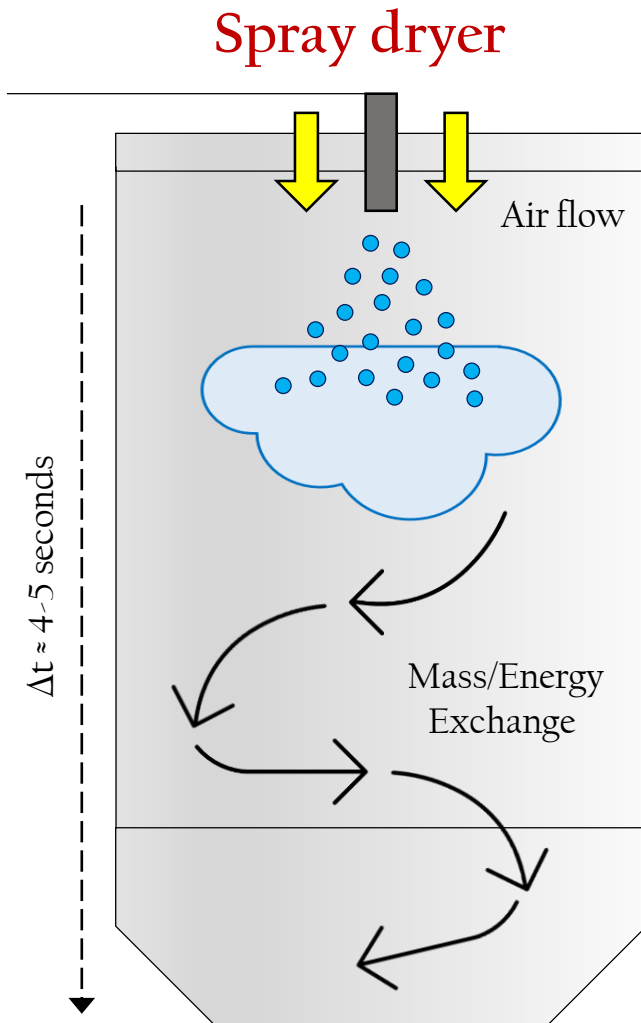 Spray dryer
Air flow
Δt ≈ 4-5 seconds
Mass/Energy
Exchange